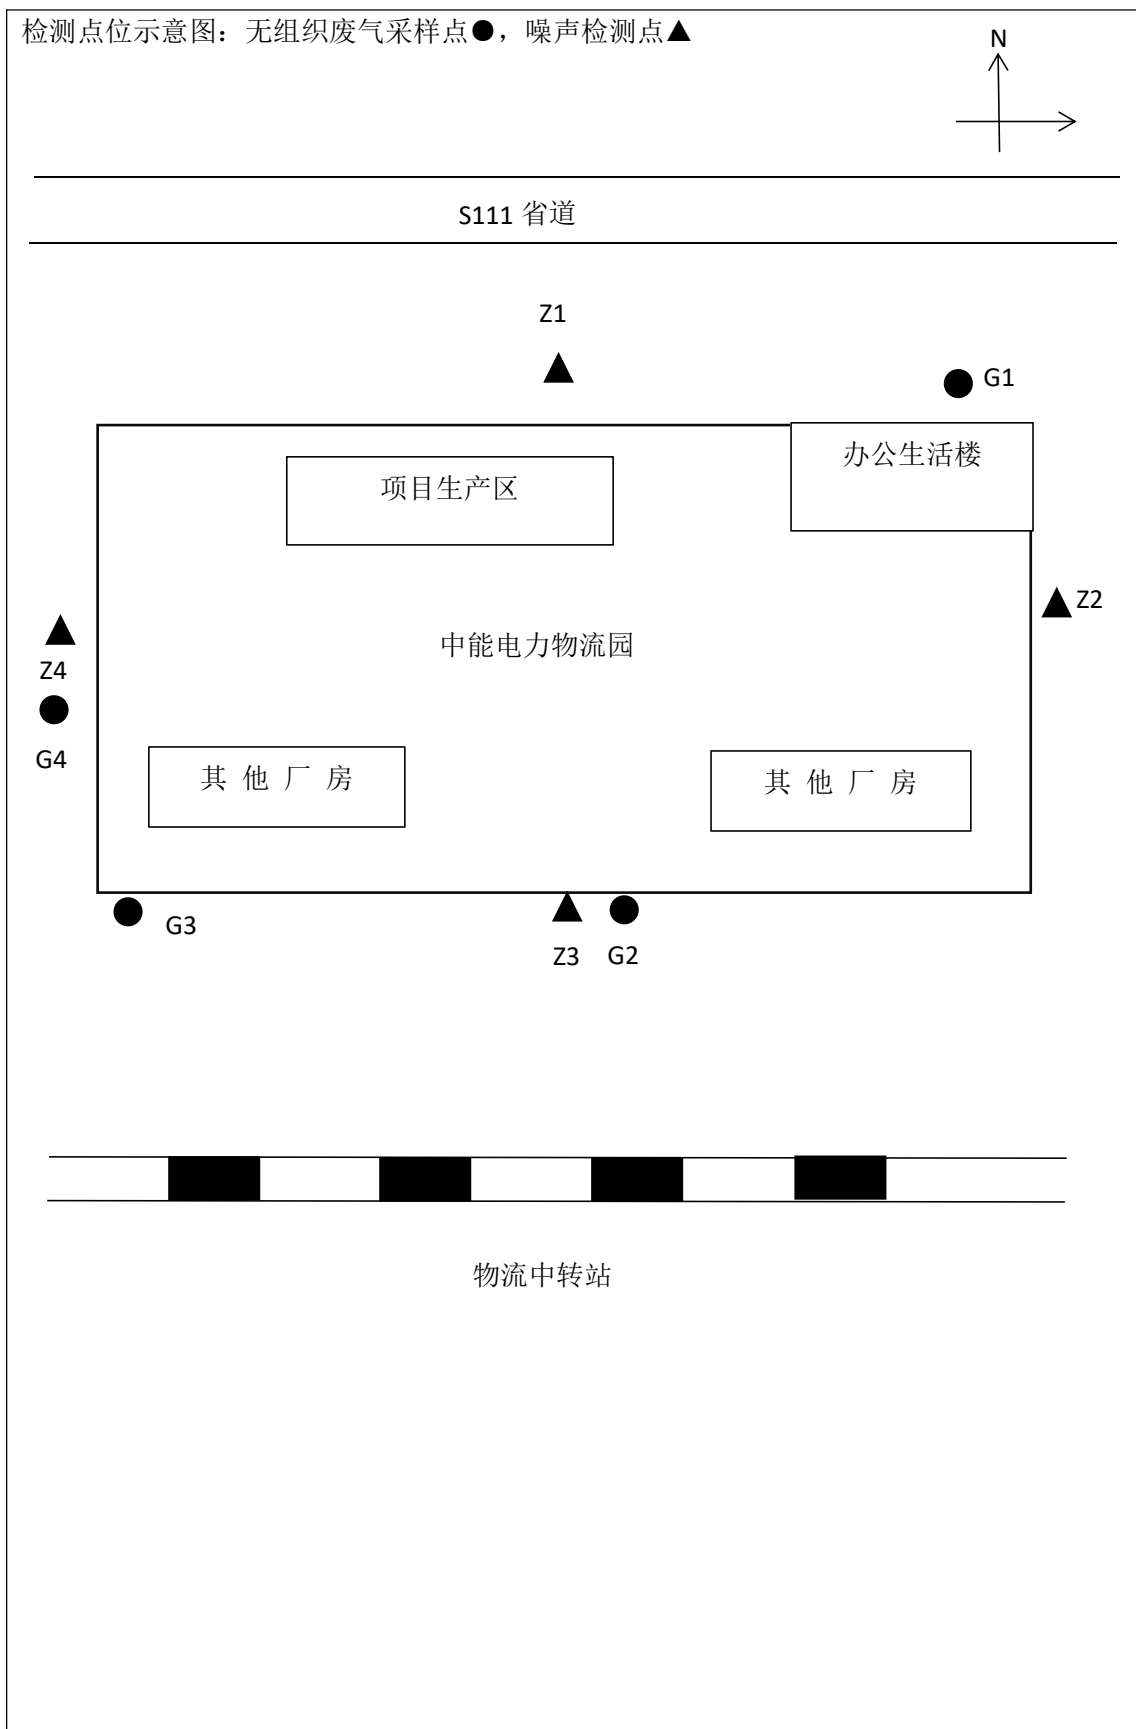 检测点位示意图：无组织废气采样点●，噪声检测点▲
N
S111 省道
Z1
G1
办公生活楼
项目生产区
Z2
中能电力物流园
Z4
G4
其 他 厂 房
其 他 厂 房
G3
Z3
G2
物流中转站